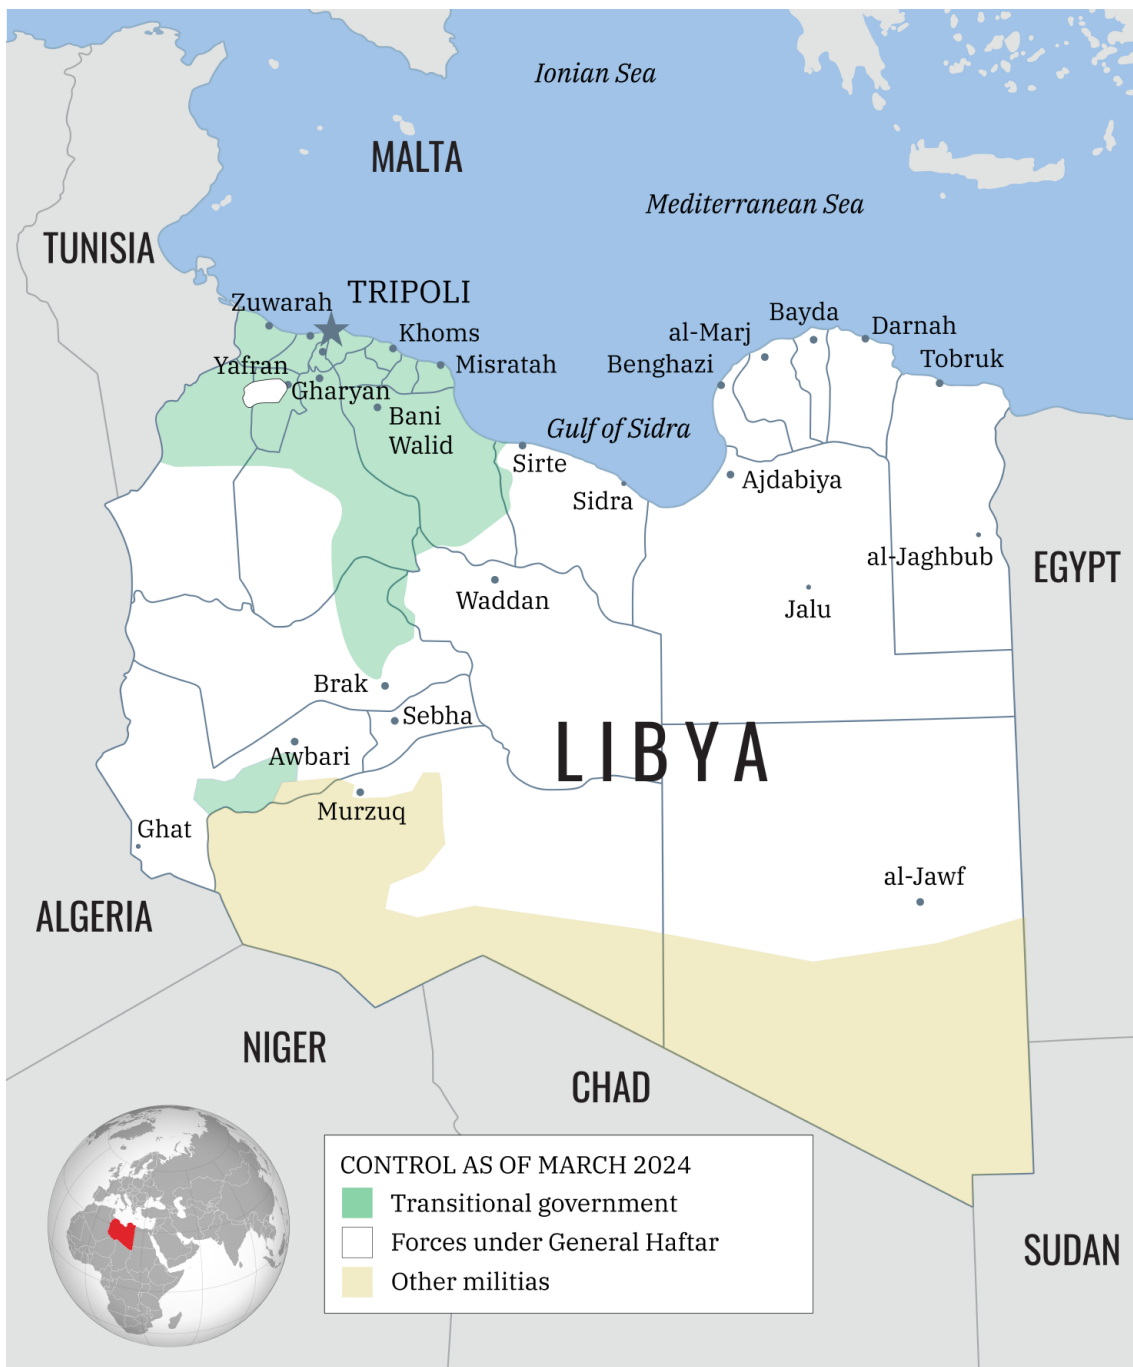 Ionian Sea
MALTA
Mediterranean Sea
TUNISIA
Zuwarah
TRIPOLI
Bayda
al-Marj
Khoms
Darnah
Yafran
Misratah
Benghazi
Tobruk
Gharyan
Bani
Walid
Gulf of Sidra
Sirte
Sidra
Ajdabiya
al-Jaghbub
EGYPT
Waddan
Jalu
Brak
Sebha
LIBYA
Awbari
Murzuq
Ghat
al-Jawf
ALGERIA
NIGER
CHAD
SUDAN
CONTROL AS OF MARCH 2024
Transitional government
Forces under General Haftar
Other militias